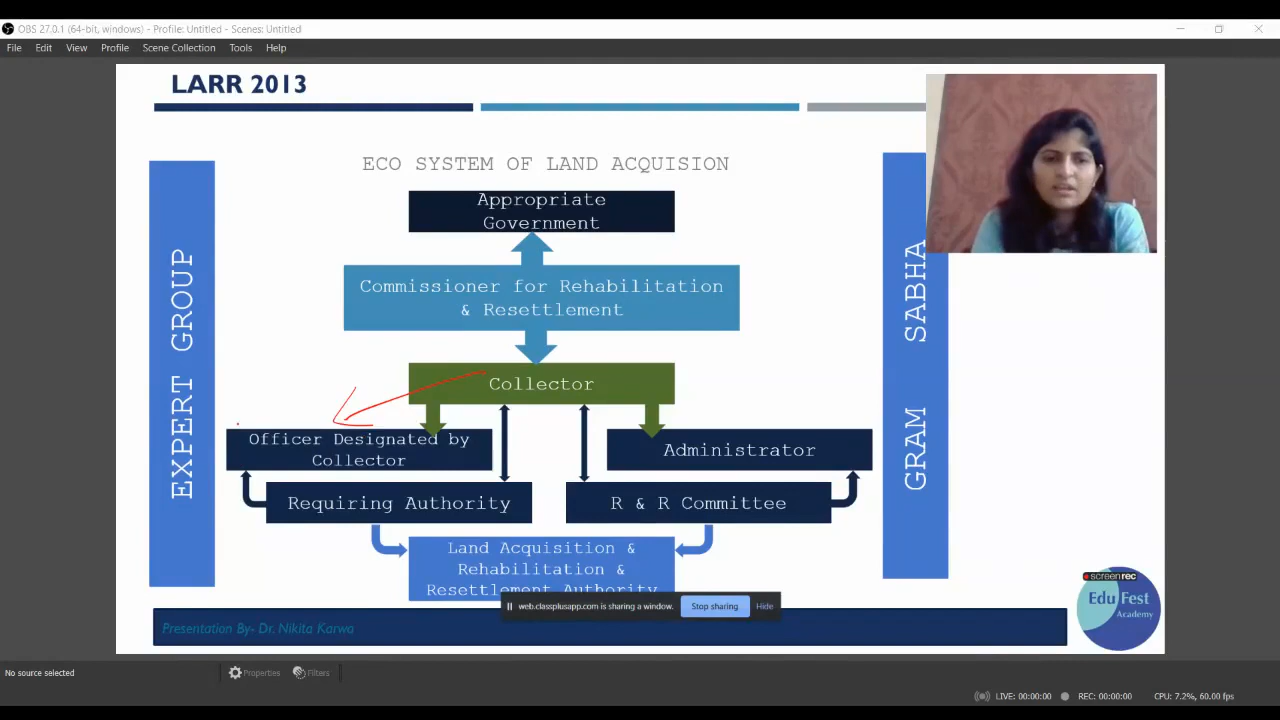 OBS 27.0.1 (64-bit, windows) - Profile: Untitled - Scenes: Untitled
File Edit View Profile Scene Collection Tools Help
LARR 2013
ECO SYSTEM OF LAND ACQUISION
Appropriate
Government
Commissioner for Rehabilitation
& Resettlement
Collector
Officer Designated by
Collector
Administrator
Requiring Authority
R & R Committee
Land Acquisition &
Rehabilitation &
Resettlement Authority
EXPERT GROUP
GRAM SABHA
web.classplusapp.com is sharing a window. Stop sharing Hide
Presentation By- Dr. Nikita Karwa
screenrec
Edu Fest
Academy
No source selected
Properties Filters
LIVE: 00:00:00 REC: 00:00:00 CPU: 7.2%, 60.00 fps